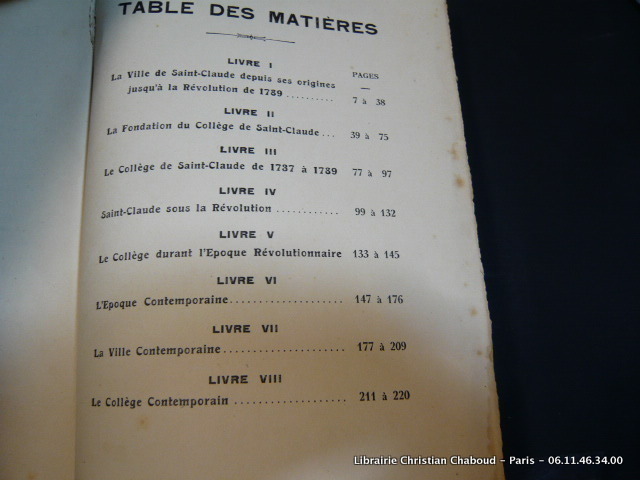 TABLE DES MATIÈRES
LIVRE I
PAGES
La Ville de Saint-Claude depuis ses origines
jusqu'à la Révolution de 1789 .......... 7 à 38
LIVRE II
La Fondation du Collège de Saint-Claude... 39 à 75
LIVRE III
Le Collège de Saint-Claude de 1737 à 1789 77 à 97
LIVRE IV
Saint-Claude sous la Révolution ............ 99 à 132
LIVRE V
Le Collège durant l'Epoque Révolutionnaire 133 à 145
LIVRE VI
L'Epoque Contemporaine..................... 147 à 176
LIVRE VII
La Ville Contemporaine...................... 177 à 209
LIVRE VIII
Le Collège Contemporain .................... 211 à 220
Librairie Christian Chaboud - Paris - 06.11.46.34.00